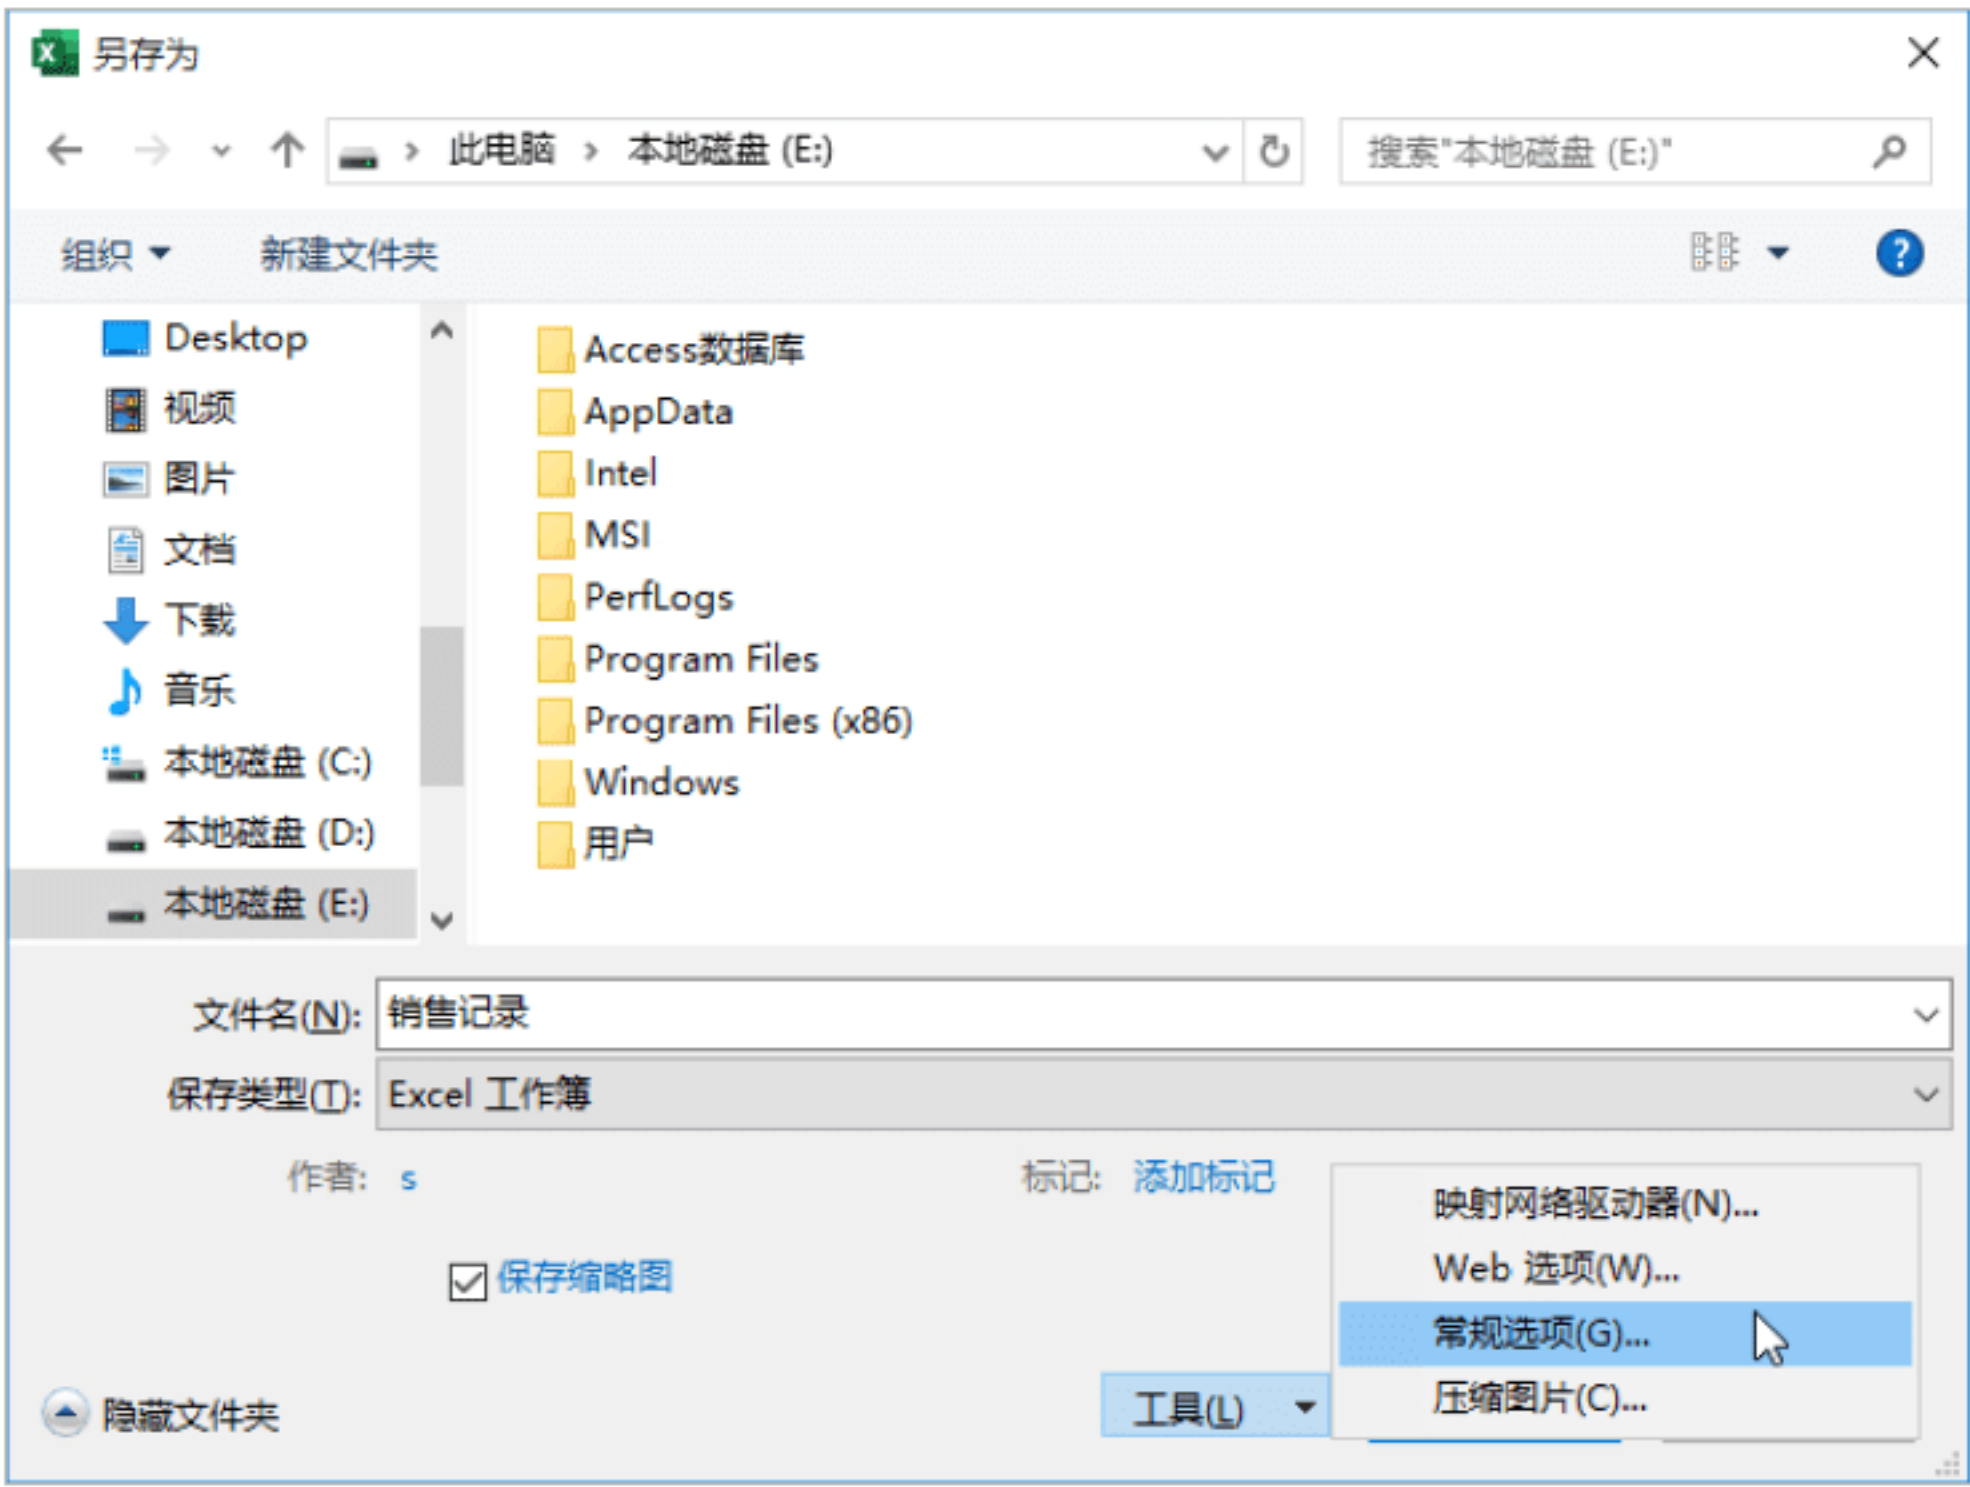 另存为
此电脑 › 本地磁盘 (E:)
搜索"本地磁盘 (E:)"
组织
新建文件夹
Desktop
视频
图片
文档
下载
音乐
本地磁盘 (C:)
本地磁盘 (D:)
本地磁盘 (E:)
Access数据库
AppData
Intel
MSI
PerfLogs
Program Files
Program Files (x86)
Windows
用户
文件名(N): 销售记录
保存类型(T): Excel 工作簿
作者: s
标记: 添加标记
保存缩略图
映射网络驱动器(N)...
Web 选项(W)...
常规选项(G)...
压缩图片(C)...
隐藏文件夹
工具(L)